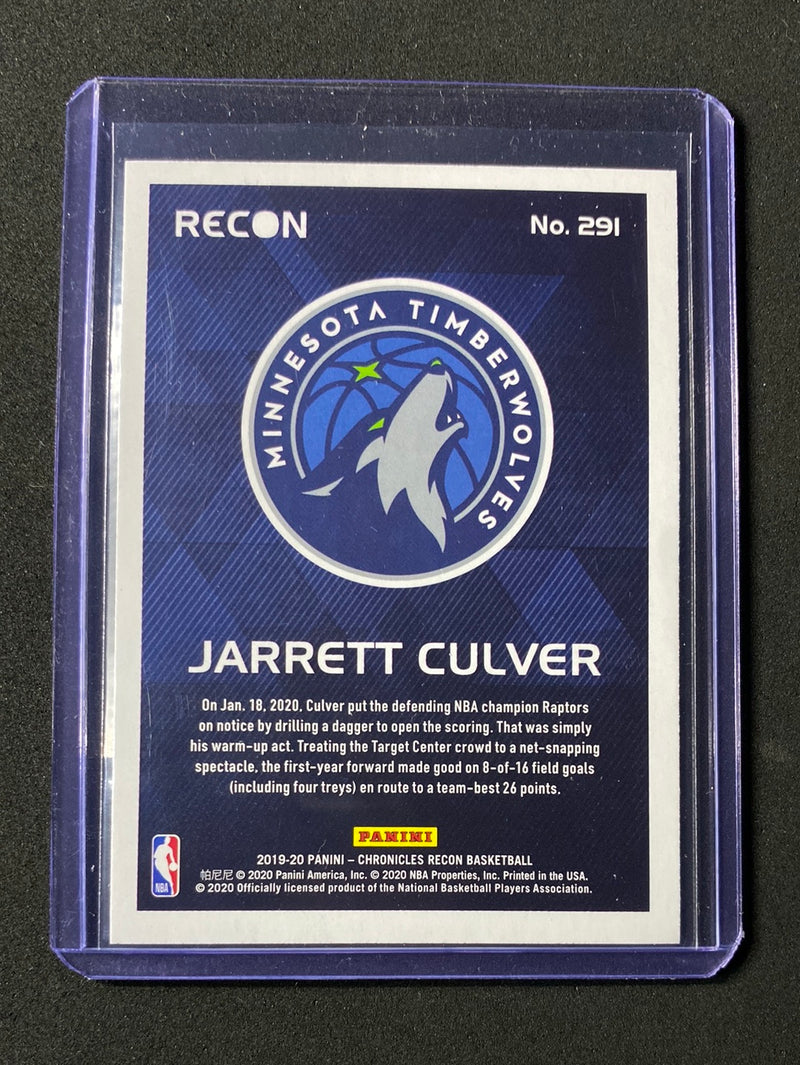 RECON
No. 291
MINNESOTA TIMBERWOLVES
JARRETT CULVER
On Jan. 18, 2020, Culver put the defending NBA champion Raptors
on notice by drilling a dagger to open the scoring. That was simply
his warm-up act. Treating the Target Center crowd to a net-snapping
spectacle, the first-year forward made good on 8-of-16 field goals
(including four treys) en route to a team-best 26 points.
PANINI
2019-20 PANINI – CHRONICLES RECON BASKETBALL
帕尼尼 © 2020 Panini America, Inc. © 2020 NBA Properties, Inc. Printed in the USA.
© 2020 Officially licensed product of the National Basketball Players Association.
NBA